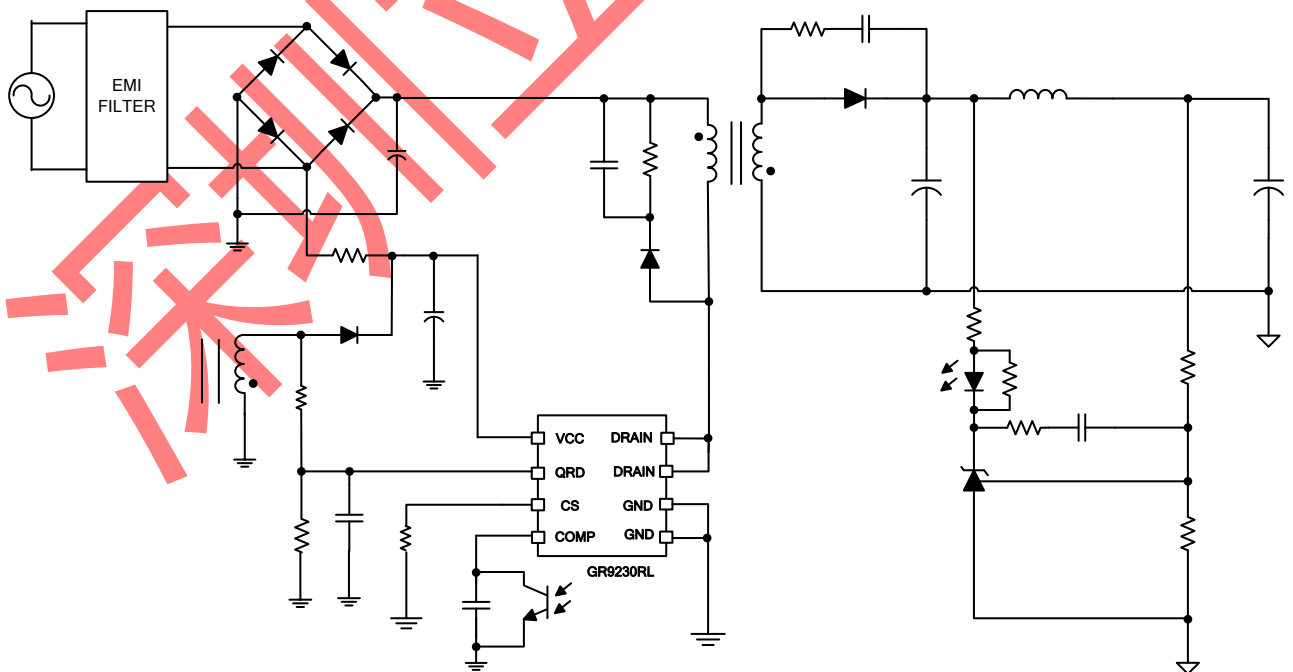 EMI
FILTER
VCC
DRAIN
QRD
DRAIN
CS
GND
COMP
GND
GR9230RL